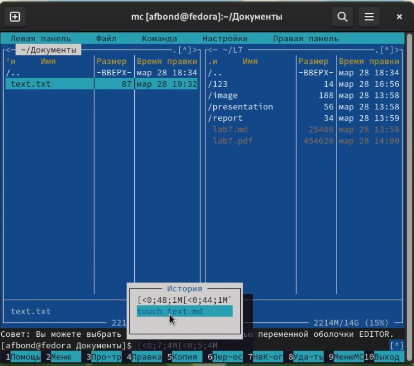 mc [afbond@fedora]:~/Документы
Левая панель Файл Команда Настройки Правая панель
<─ ~/Документы .[^]>
<─ ~/L7 .[^]>
'и Имя Размер Время правки
/.. -ВВЕРХ- мар 28 18:34
text.txt 87 мар 28 19:32
.и Имя Размер Время правки
/.. -ВВЕРХ- мар 28 18:34
/123 14 мар 28 16:56
/image 188 мар 28 13:58
/presentation 56 мар 28 13:58
/report 34 мар 28 13:59
lab7.md 25480 мар 28 13:58
lab7.pdf 454628 мар 28 14:00
История
[<0;48;1M[<0;44;1M`
touch text.md
text.txt
221
2214M/14G (15%)
Совет: Вы можете выбрать
ью переменной оболочки EDITOR.
[afbond@fedora Документы]$ [<0;7;4M[<0;5;4M [^]
1Помощь 2Меню 3Про~тр 4Правка 5Копия 6Пер~ос 7НвК~ог 8Уда~ть 9МенюМС 10Выход